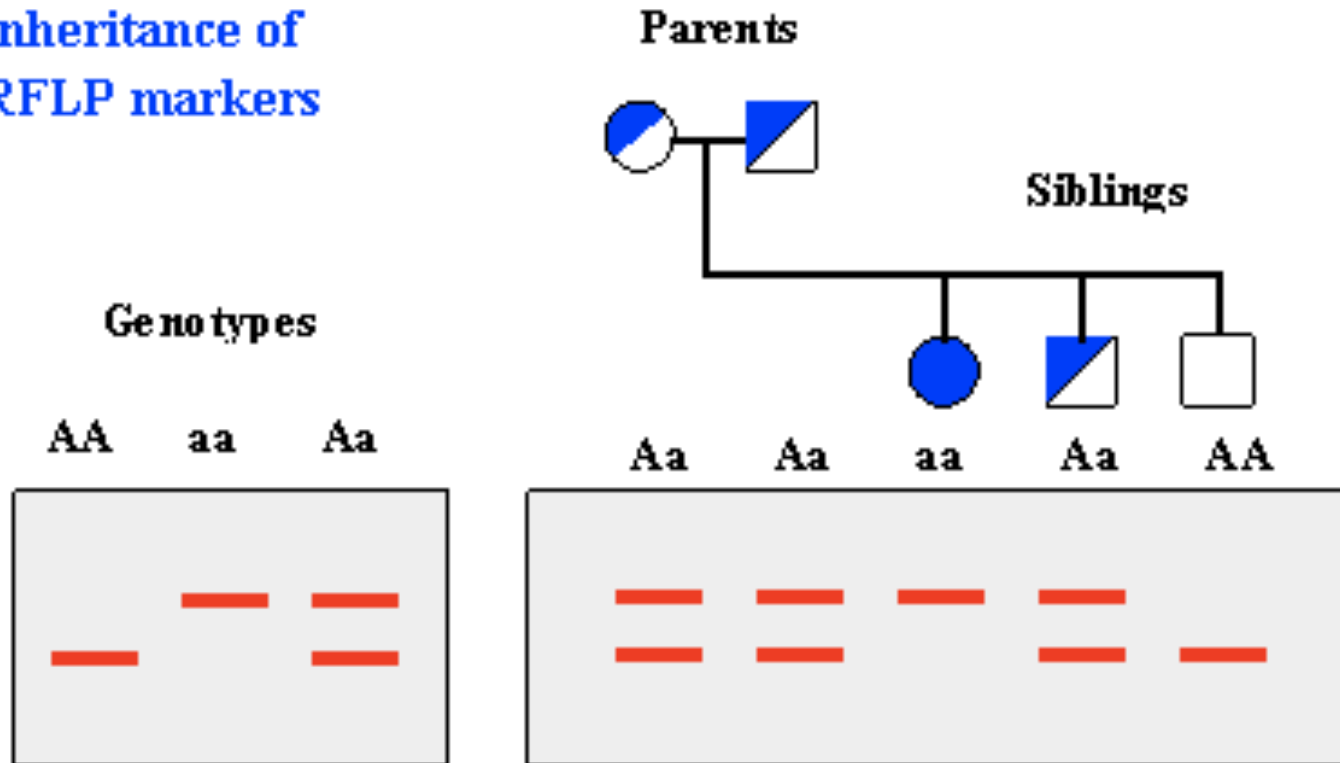 nheritance of
RFLP markers
Parents
Siblings
Genotypes
AA aa Aa
Aa Aa aa Aa AA